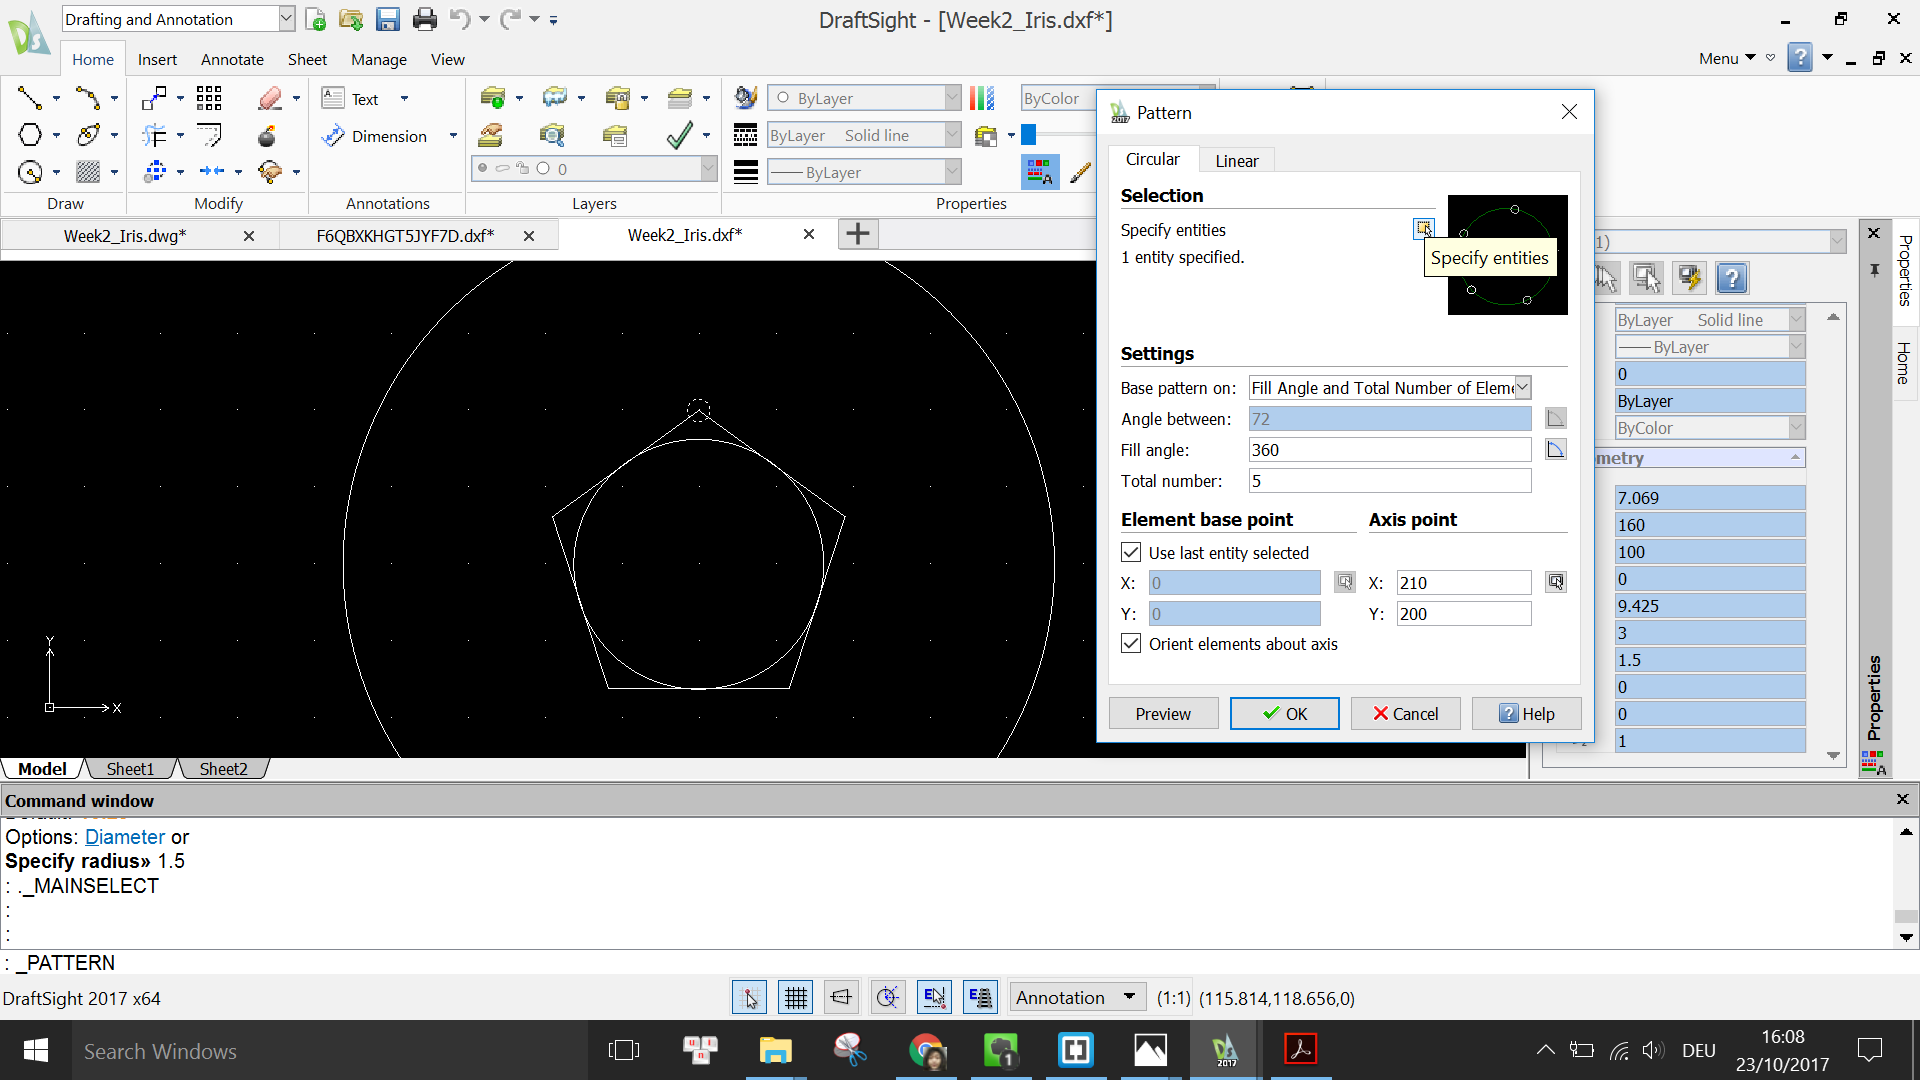 Drafting and Annotation
DraftSight - [Week2_Iris.dxf*]
Home Insert Annotate Sheet Manage View
Menu
Text
Dimension
ByLayer
ByLayer Solid line
ByLayer
ByColor
0
Draw Modify Annotations Layers Properties
Week2_Iris.dwg* F6QBXKHGT5JYF7D.dxf* Week2_Iris.dxf*
Pattern
Circular Linear
Selection
Specify entities
1 entity specified.
Specify entities
Settings
Base pattern on: Fill Angle and Total Number of Eleme
Angle between: 72
Fill angle: 360
Total number: 5
Element base point Axis point
Use last entity selected
X: 0 X: 210
Y: 0 Y: 200
Orient elements about axis
Preview OK Cancel Help
1)
ByLayer Solid line
ByLayer
0
ByLayer
ByColor
metry
7.069
160
100
0
9.425
3
1.5
0
0
1
Properties
Home
Properties
Y
X
Model Sheet1 Sheet2
Command window
Options: Diameter or
Specify radius» 1.5
: ._MAINSELECT
:
:
: _PATTERN
DraftSight 2017 x64
Annotation (1:1) (115.814,118.656,0)
Search Windows
DEU
16:08
23/10/2017